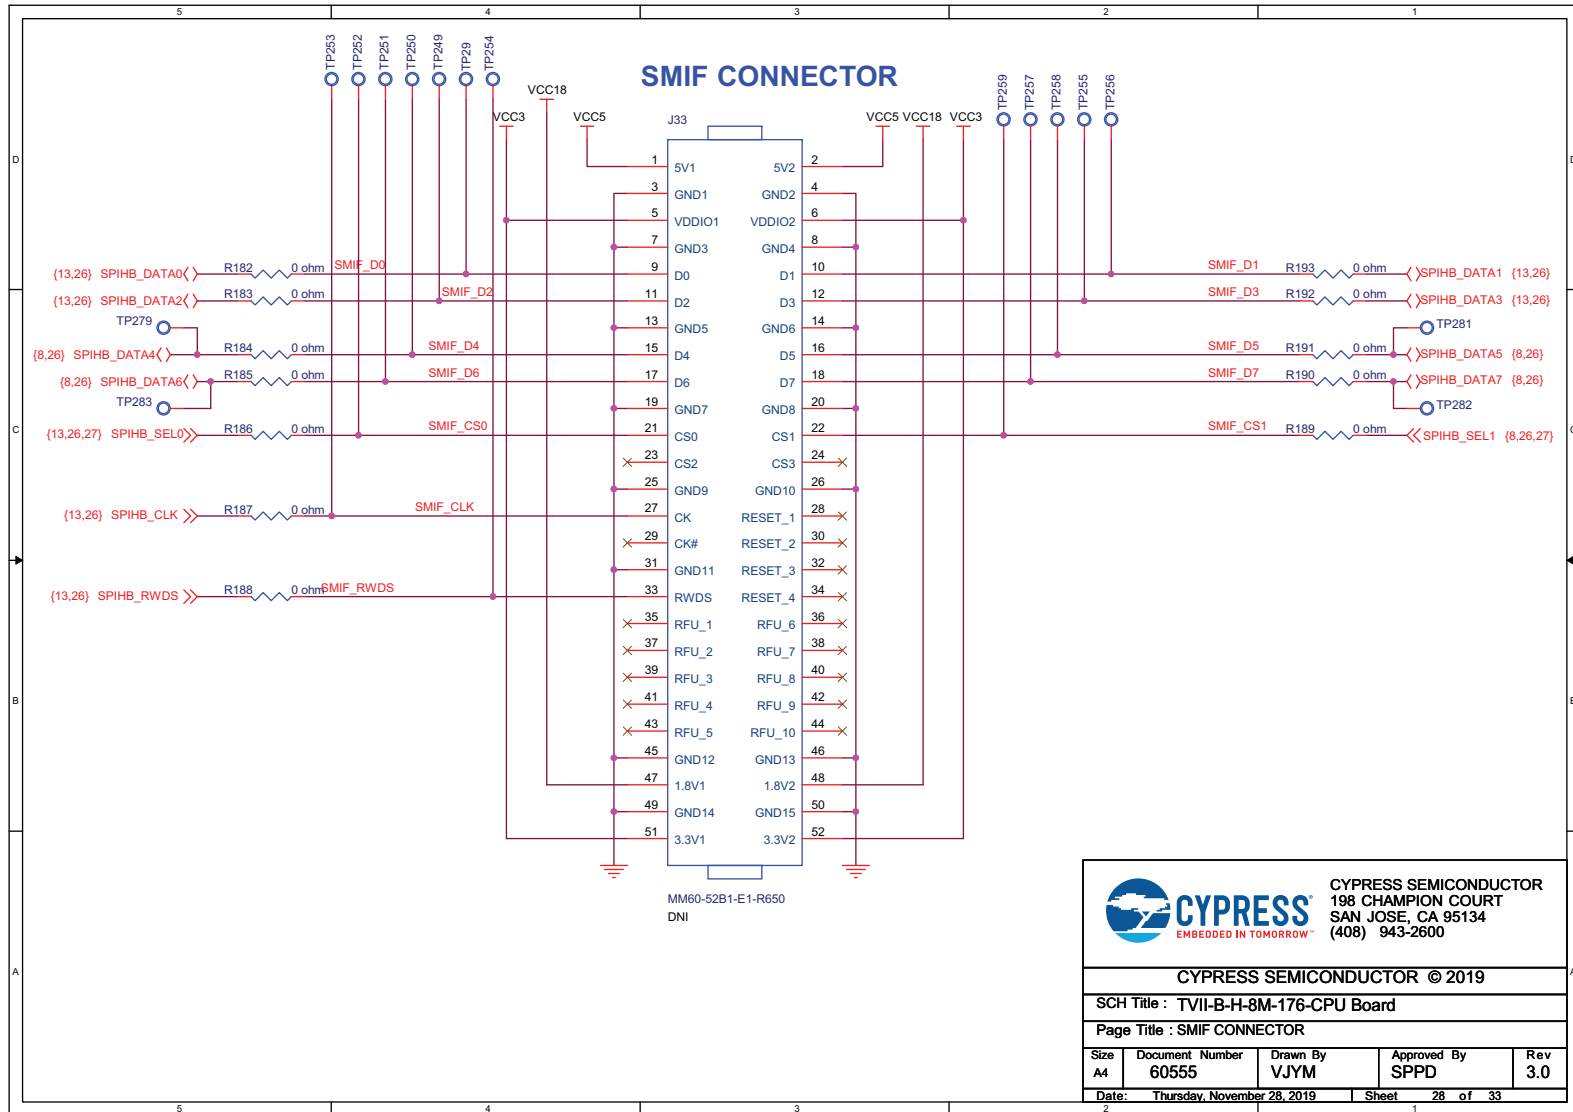 5 4 3 2 1
TP253 TP252 TP251 TP250 TP249 TP29 TP254
SMIF CONNECTOR
TP259 TP257 TP258 TP255 TP256
VCC18
VCC3 VCC5 J33 VCC5 VCC18 VCC3
D D
1 5V1 5V2 2
3 GND1 GND2 4
5 VDDIO1 VDDIO2 6
7 GND3 GND4 8
{13,26} SPIHB_DATA0 R182 0 ohm SMIF_D0 9 D0 D1 10 SMIF_D1 R193 0 ohm SPIHB_DATA1 {13,26}
{13,26} SPIHB_DATA2 R183 0 ohm SMIF_D2 11 D2 D3 12 SMIF_D3 R192 0 ohm SPIHB_DATA3 {13,26}
TP279 13 GND5 GND6 14 TP281
{8,26} SPIHB_DATA4 R184 0 ohm SMIF_D4 15 D4 D5 16 SMIF_D5 R191 0 ohm SPIHB_DATA5 {8,26}
{8,26} SPIHB_DATA6 R185 0 ohm SMIF_D6 17 D6 D7 18 SMIF_D7 R190 0 ohm SPIHB_DATA7 {8,26}
TP283 19 GND7 GND8 20 TP282
C C
{13,26,27} SPIHB_SEL0 R186 0 ohm SMIF_CS0 21 CS0 CS1 22 SMIF_CS1 R189 0 ohm SPIHB_SEL1 {8,26,27}
23 CS2 CS3 24
25 GND9 GND10 26
{13,26} SPIHB_CLK R187 0 ohm SMIF_CLK 27 CK RESET_1 28
29 CK# RESET_2 30
31 GND11 RESET_3 32
{13,26} SPIHB_RWDS R188 0 ohm SMIF_RWDS 33 RWDS RESET_4 34
35 RFU_1 RFU_6 36
37 RFU_2 RFU_7 38
39 RFU_3 RFU_8 40
B B
41 RFU_4 RFU_9 42
43 RFU_5 RFU_10 44
45 GND12 GND13 46
47 1.8V1 1.8V2 48
49 GND14 GND15 50
51 3.3V1 3.3V2 52
MM60-52B1-E1-R650
DNI
A A
CYPRESS
EMBEDDED IN TOMORROW™
CYPRESS SEMICONDUCTOR
198 CHAMPION COURT
SAN JOSE, CA 95134
(408) 943-2600
CYPRESS SEMICONDUCTOR © 2019
SCH Title : TVII-B-H-8M-176-CPU Board
Page Title : SMIF CONNECTOR
Size Document Number Drawn By Approved By Rev
A4 60555 VJYM SPPD 3.0
Date: Thursday, November 28, 2019 Sheet 28 of 33
5 4 3 2 1